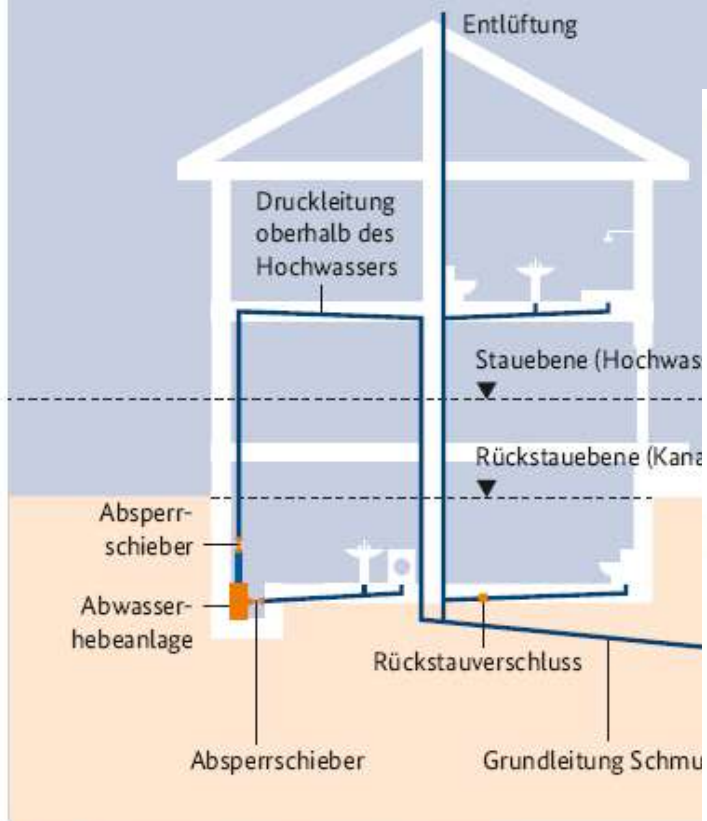 Entlüftung
Druckleitung
oberhalb des
Hochwassers
Stauebene (Hochwas
Rückstauebene (Kana
Absperr-
schieber
Abwasser-
hebeanlage
Rückstauverschluss
Absperrschieber
Grundleitung Schmu